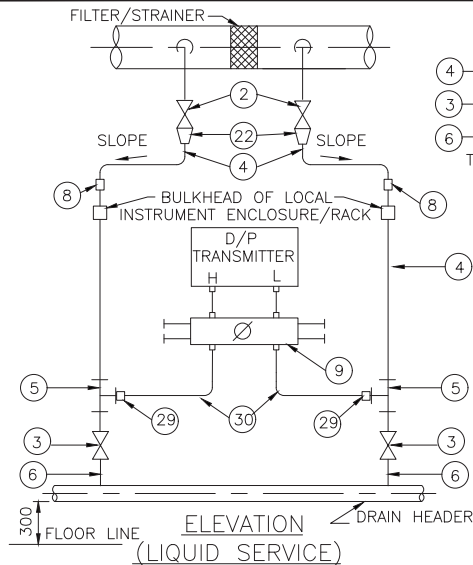 FILTER/STRAINER
2
4
3
22
6
SLOPE
SLOPE
T
4
8
8
BULKHEAD OF LOCAL
INSTRUMENT ENCLOSURE/RACK
D/P
TRANSMITTER
4
H L
9
5
5
29
30
29
3
3
6
6
300
FLOOR LINE
ELEVATION
(LIQUID SERVICE)
DRAIN HEADER